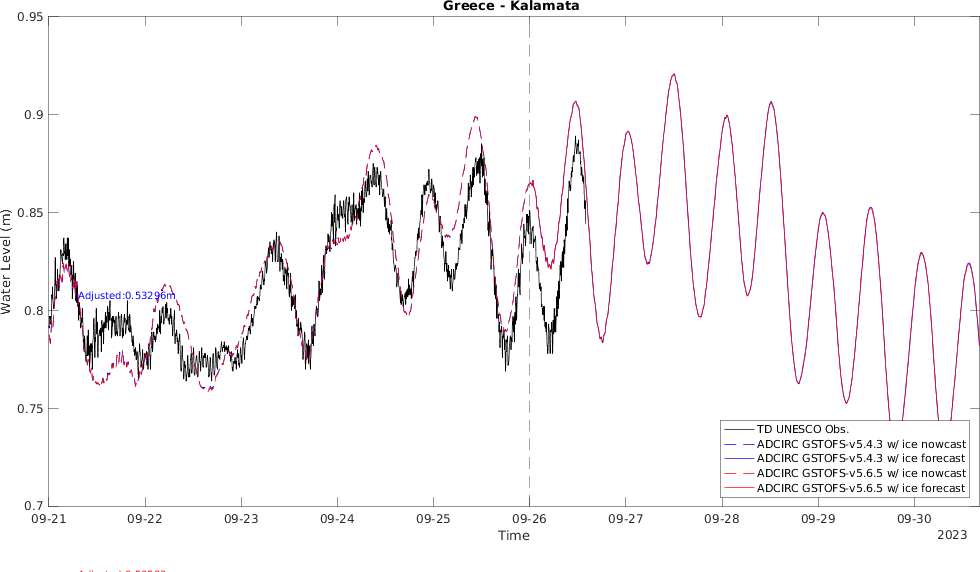 Greece - Kalamata
0.95
0.9
0.85
0.8
0.75
0.7
Water Level (m)
Adjusted:0.53296m
TD UNESCO Obs.
ADCIRC GSTOFS-v5.4.3 w/ ice nowcast
ADCIRC GSTOFS-v5.4.3 w/ ice forecast
ADCIRC GSTOFS-v5.6.5 w/ ice nowcast
ADCIRC GSTOFS-v5.6.5 w/ ice forecast
09-21 09-22 09-23 09-24 09-25 09-26 09-27 09-28 09-29 09-30
Time
2023